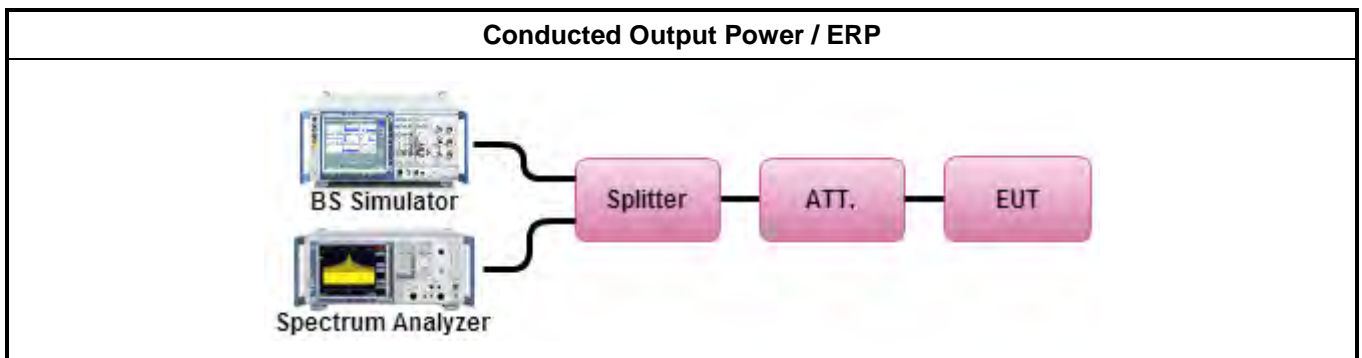 Conducted Output Power / ERP
BS Simulator
Splitter
ATT.
EUT
Spectrum Analyzer